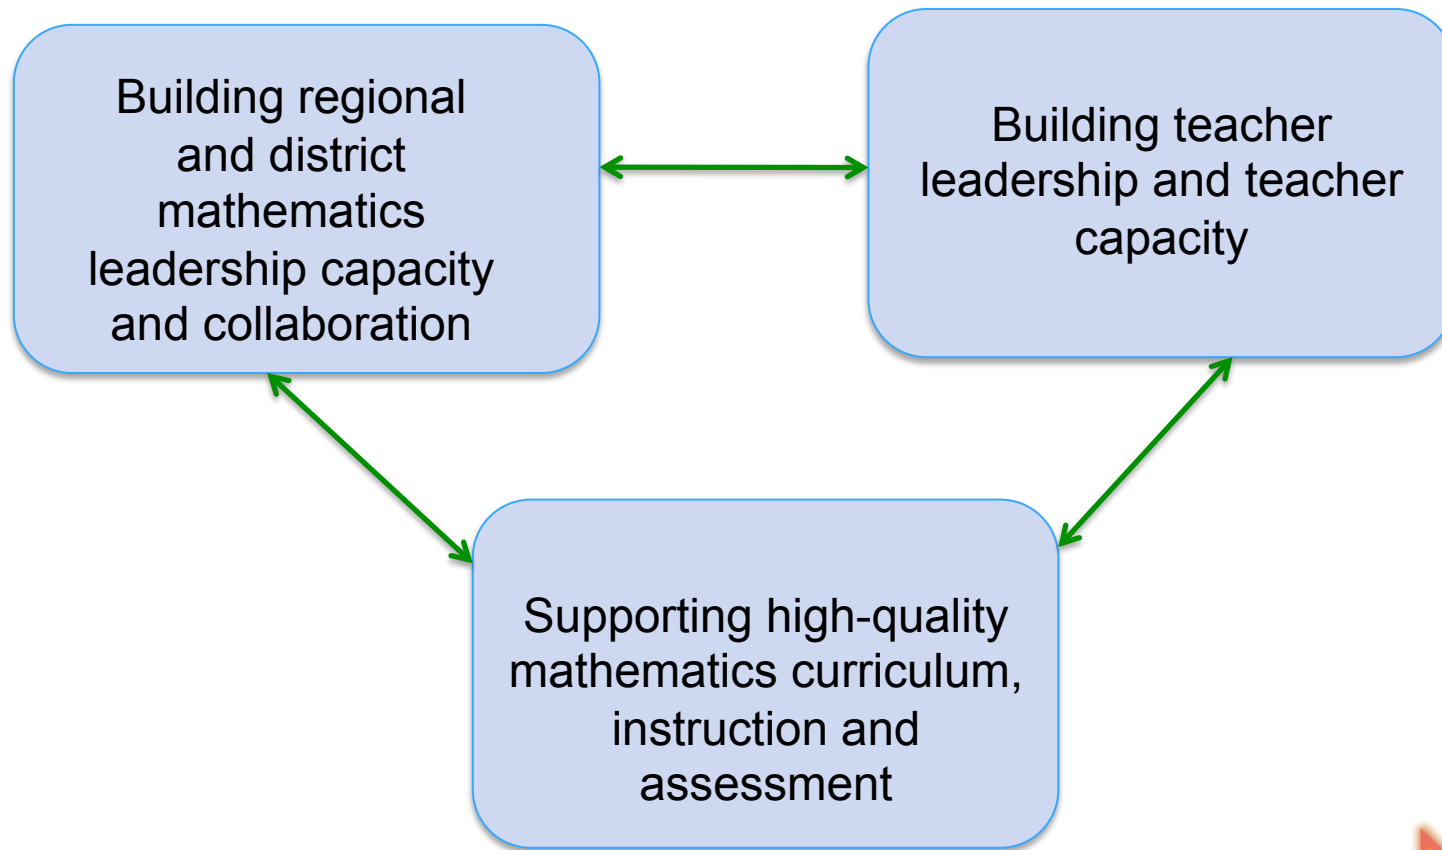 Building regional
and district
mathematics
leadership capacity
and collaboration
Building teacher
leadership and teacher
capacity
Supporting high-quality
mathematics curriculum,
instruction and
assessment